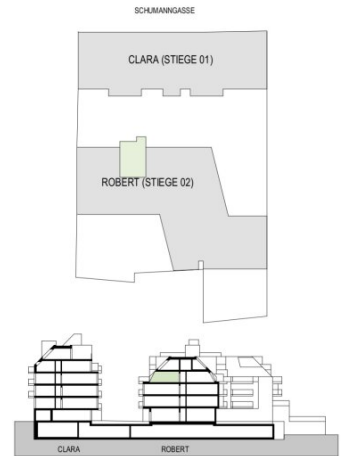 SCHUMANNGASSE
CLARA (STIEGE 01)
ROBERT (STIEGE 02)
CLARA
ROBERT